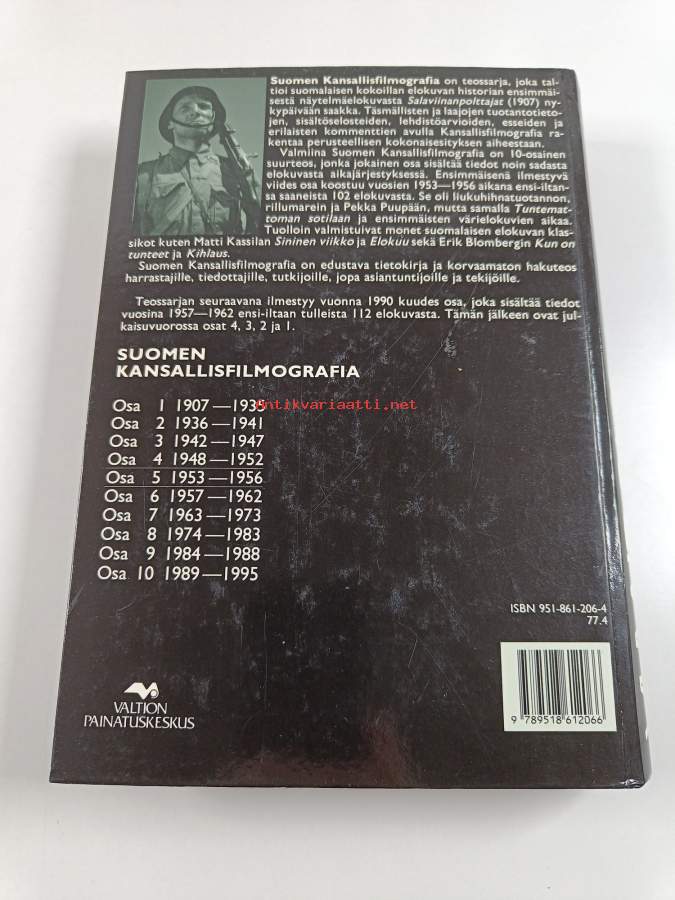 Suomen Kansallisfilmografia on teossarja, joka tal-
tioi suomalaisen kokoillan elokuvan historian ensimmäi-
sestä näytelmäelokuvasta Salaviinanpolttajat (1907) ny-
kypäivään saakka. Täsmällisten ja laajojen tuotantotieto-
jen, sisältöselosteiden, lehdistöarvioiden, esseiden ja
erilaisten kommenttien avulla Kansallisfilmografia ra-
kentaa perusteellisen kokonaisesityksen aiheestaan.
Valmiina Suomen Kansallisfilmografia on 10-osainen
suurteos, jonka jokainen osa sisältää tiedot noin sadasta
elokuvasta aikajärjestyksessä. Ensimmäisenä ilmestyvä
viides osa koostuu vuosien 1953—1956 aikana ensi-iltan-
sa saaneista 102 elokuvasta. Se oli liukuhihnatuotannon,
rillumarein ja Pekka Puupään, mutta samalla Tuntemat-
toman sotilaan ja ensimmäisten värielokuvien aikaa.
Tuolloin valmistuivat monet suomalaisen elokuvan klas-
sikot kuten Matti Kassilan Sininen viikko ja Elokuu sekä Erik Blombergin Kun on
tunteet ja Kihlaus.
Suomen Kansallisfilmografia on edustava tietokirja ja korvaamaton hakuteos
harrastajille, tiedottajille, tutkijoille, jopa asiantuntijoille ja tekijöille.
Teossarjan seuraavana ilmestyy vuonna 1990 kuudes osa, joka sisältää tiedot
vuosina 1957—1962 ensi-iltaan tulleista 112 elokuvasta. Tämän jälkeen ovat jul-
kaisuvuorossa osat 4, 3, 2 ja 1.
SUOMEN
KANSALLISFILMOGRAFIA
Osa 1 1907—1935
antikvariaatti.net
Osa 2 1936—1941
Osa 3 1942—1947
Osa 4 1948—1952
Osa 5 1953—1956
Osa 6 1957—1962
Osa 7 1963—1973
Osa 8 1974—1983
Osa 9 1984—1988
Osa 10 1989—1995
ISBN 951-861-206-4
77.4
9 789518 612066
VALTION
PAINATUSKESKUS